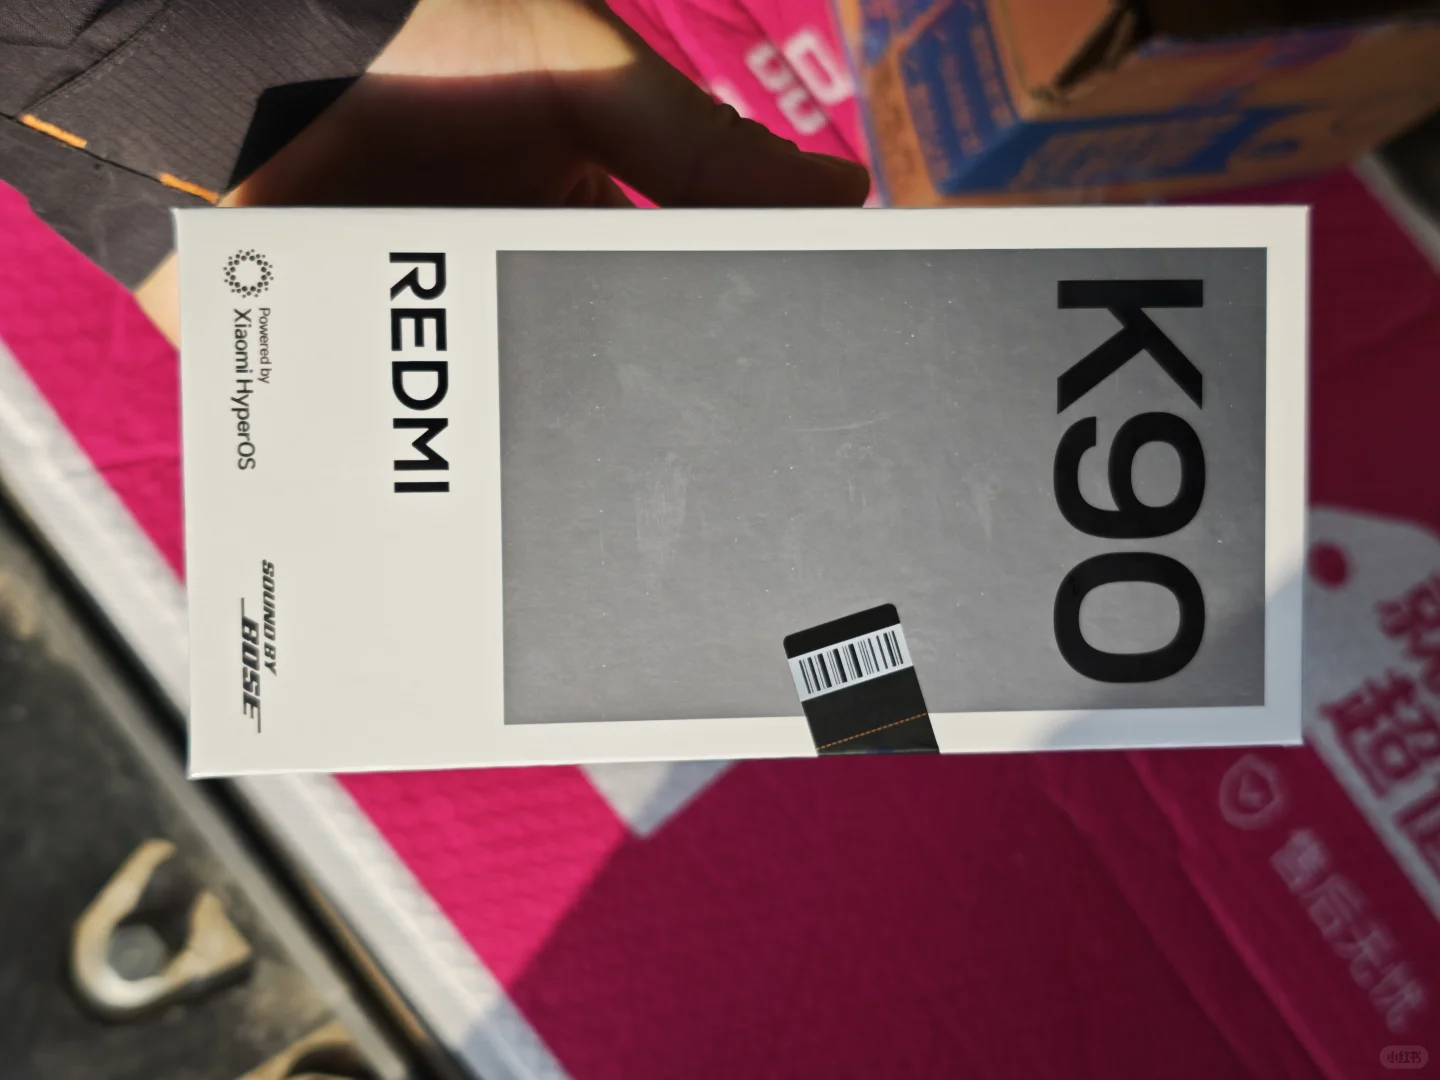 K90
REDMI
Powered by
Xiaomi HyperOS
SOUND BY
BOSE
售后无忧
小红书